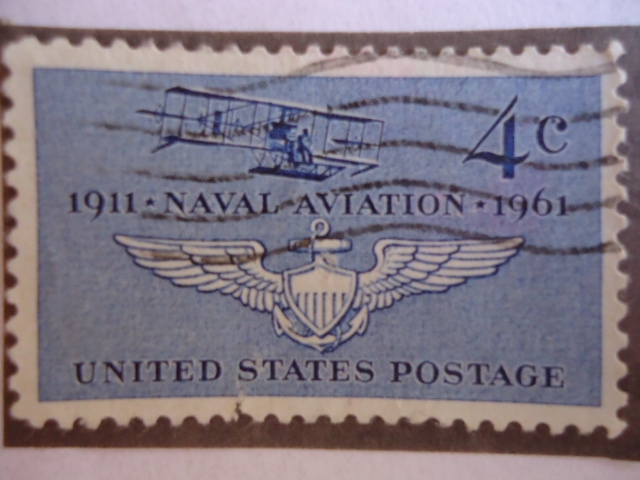 4c
1911 ★ NAVAL AVIATION ★ 1961
UNITED STATES POSTAGE